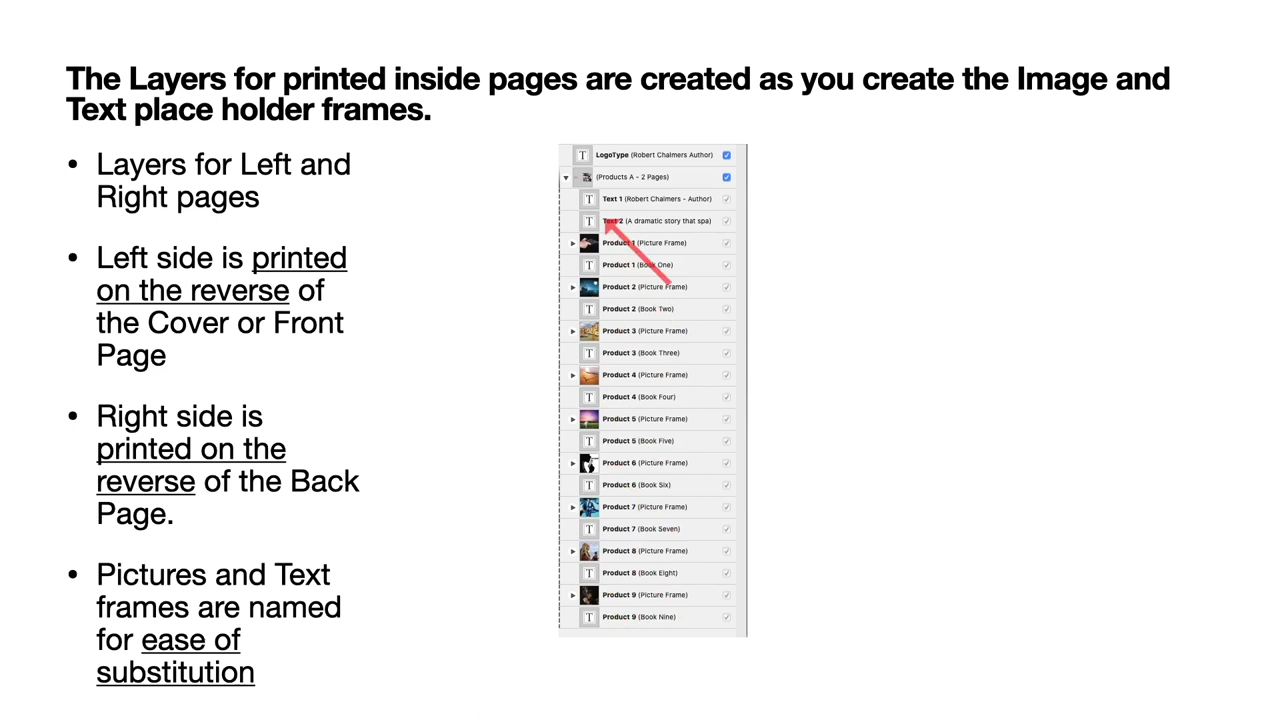 The Layers for printed inside pages are created as you create the Image and
Text place holder frames.
• Layers for Left and
Right pages
• Left side is printed
on the reverse of
the Cover or Front
Page
• Right side is
printed on the
reverse of the Back
Page.
• Pictures and Text
frames are named
for ease of
substitution
T LogoType (Robert Chalmers Author)
(Products A - 2 Pages)
T Text 1 (Robert Chalmers - Author)
T Text 2 (A dramatic story that spa)
Product 1 (Picture Frame)
T Product 1 (Book One)
Product 2 (Picture Frame)
T Product 2 (Book Two)
Product 3 (Picture Frame)
T Product 3 (Book Three)
Product 4 (Picture Frame)
T Product 4 (Book Four)
Product 5 (Picture Frame)
T Product 5 (Book Five)
Product 6 (Picture Frame)
T Product 6 (Book Six)
Product 7 (Picture Frame)
T Product 7 (Book Seven)
Product 8 (Picture Frame)
T Product 8 (Book Eight)
Product 9 (Picture Frame)
T Product 9 (Book Nine)